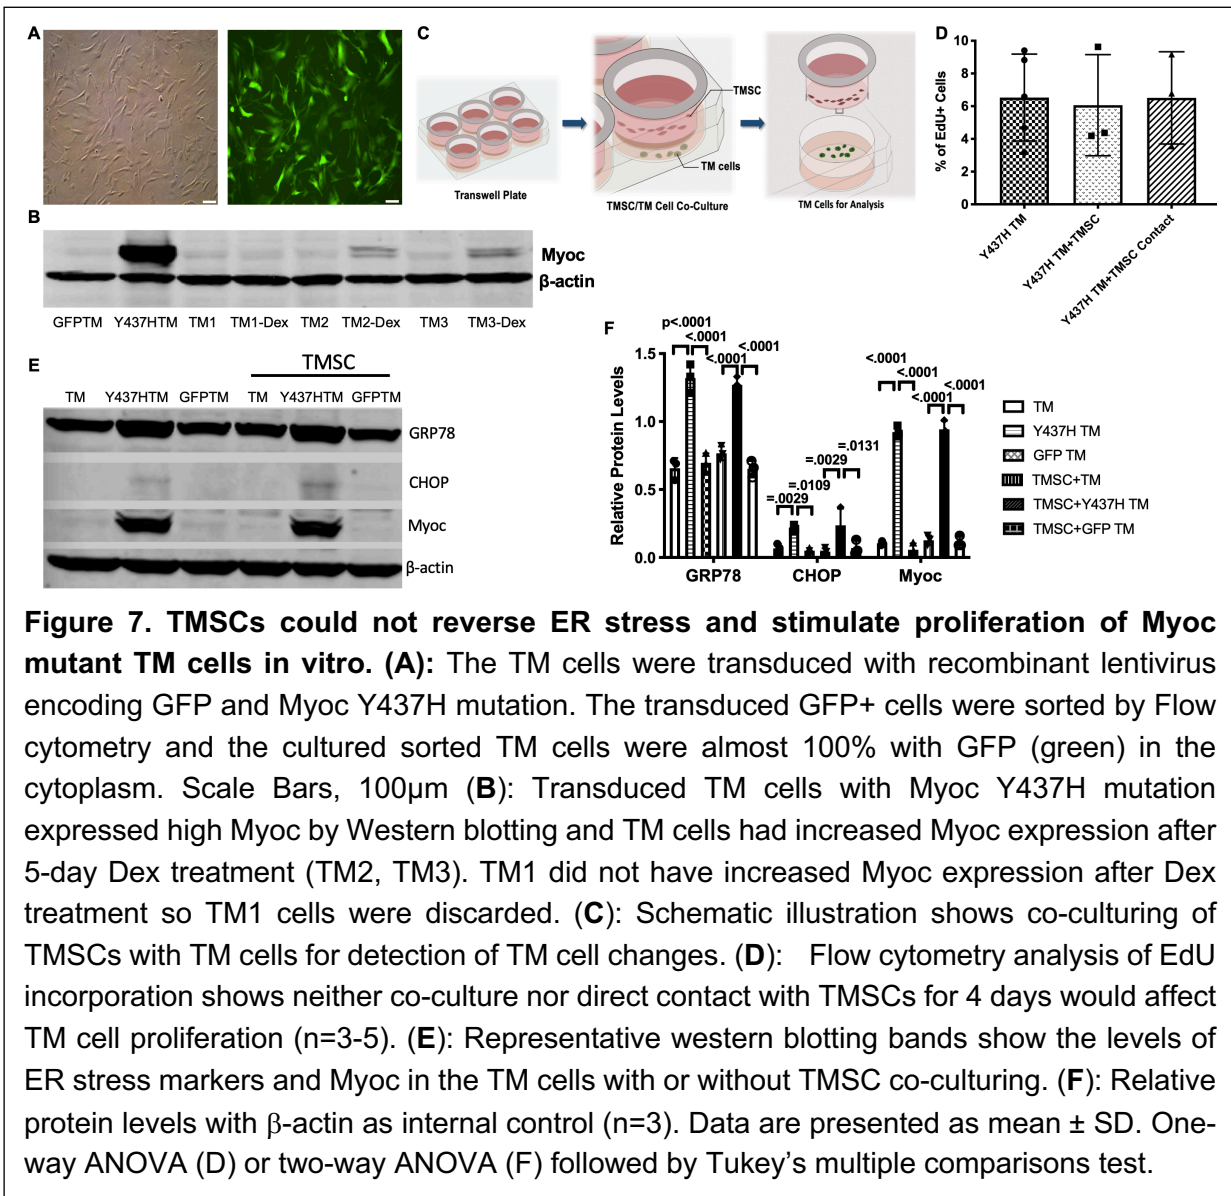 A
C
D
TMSC
TM cells
Transwell Plate
TMSC/TM Cell Co-Culture
TM Cells for Analysis
% of EdU+ Cells
10
8
6
4
2
0
Y437H TM
Y437H TM+TMSC
Y437H TM+TMSC Contact
B
Myoc
β-actin
GFPTM Y437HTM TM1 TM1-Dex TM2 TM2-Dex TM3 TM3-Dex
E
TMSC
TM Y437HTM GFPTM TM Y437HTM GFPTM
GRP78
CHOP
Myoc
β-actin
F
Relative Protein Levels
1.5
1.0
0.5
0.0
p<.0001
<.0001
<.0001
<.0001
=.0029
=.0109
=.0029
=.0131
<.0001
<.0001
<.0001
<.0001
GRP78 CHOP Myoc
TM
Y437H TM
GFP TM
TMSC+TM
TMSC+Y437H TM
TMSC+GFP TM
Figure 7. TMSCs could not reverse ER stress and stimulate proliferation of Myoc
mutant TM cells in vitro. (A): The TM cells were transduced with recombinant lentivirus
encoding GFP and Myoc Y437H mutation. The transduced GFP+ cells were sorted by Flow
cytometry and the cultured sorted TM cells were almost 100% with GFP (green) in the
cytoplasm. Scale Bars, 100μm (B): Transduced TM cells with Myoc Y437H mutation
expressed high Myoc by Western blotting and TM cells had increased Myoc expression after
5-day Dex treatment (TM2, TM3). TM1 did not have increased Myoc expression after Dex
treatment so TM1 cells were discarded. (C): Schematic illustration shows co-culturing of
TMSCs with TM cells for detection of TM cell changes. (D): Flow cytometry analysis of EdU
incorporation shows neither co-culture nor direct contact with TMSCs for 4 days would affect
TM cell proliferation (n=3-5). (E): Representative western blotting bands show the levels of
ER stress markers and Myoc in the TM cells with or without TMSC co-culturing. (F): Relative
protein levels with β-actin as internal control (n=3). Data are presented as mean ± SD. One-
way ANOVA (D) or two-way ANOVA (F) followed by Tukey's multiple comparisons test.